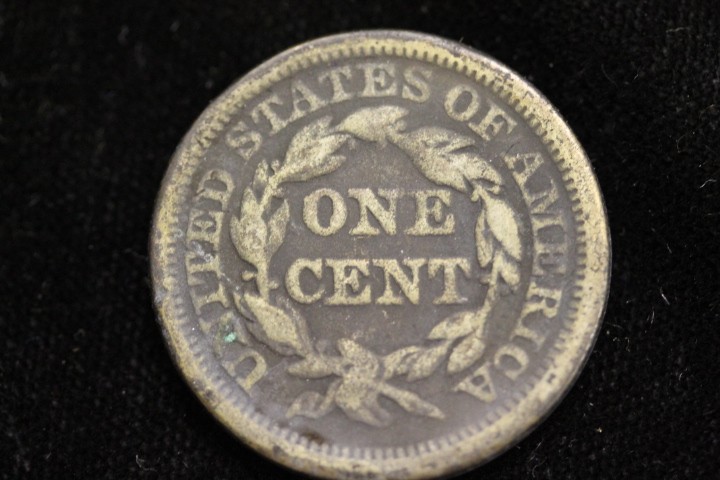 UNITED STATES OF AMERICA
ONE
CENT